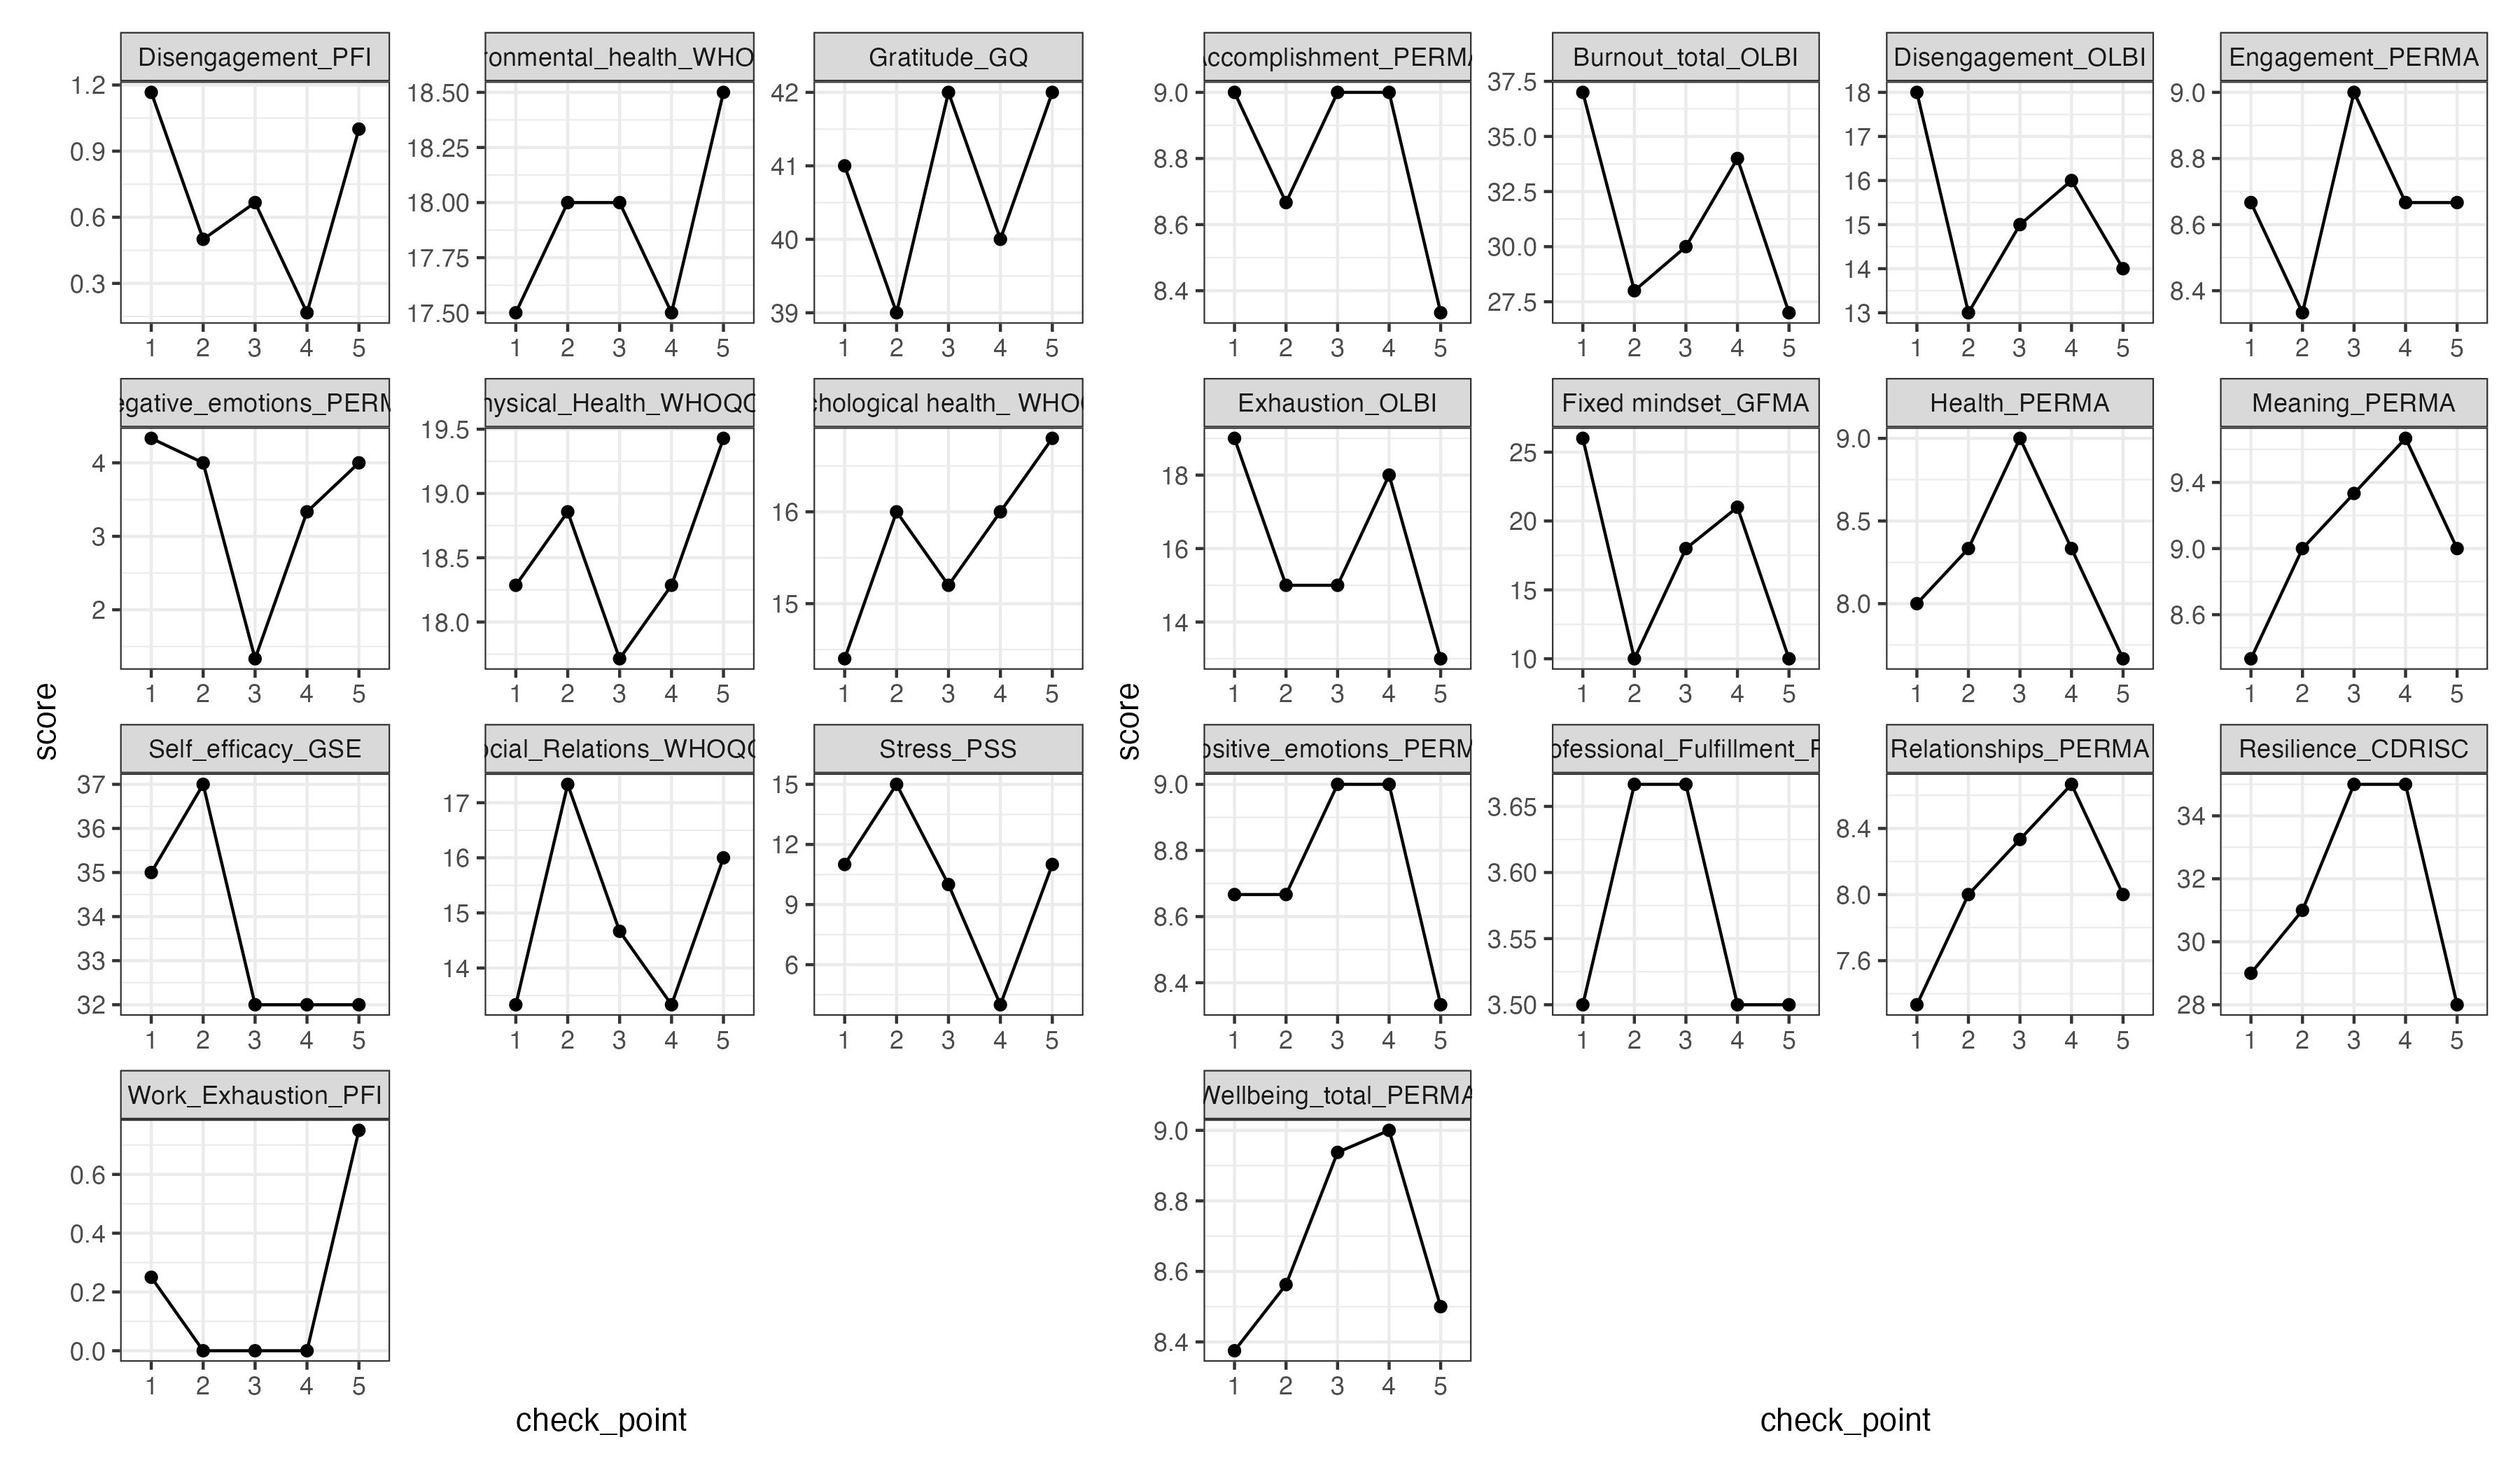 Disengagement_PFI
ronmental_health_WHO
Gratitude_GQ
ccomplishment_PERMA
Burnout_total_OLBI
Disengagement_OLBI
Engagement_PERMA
1.2
0.9
0.6
0.3
1 2 3 4 5
18.50
18.25
18.00
17.75
17.50
1 2 3 4 5
42
41
40
39
1 2 3 4 5
9.0
8.8
8.6
8.4
1 2 3 4 5
37.5
35.0
32.5
30.0
27.5
1 2 3 4 5
18
17
16
15
14
13
1 2 3 4 5
9.0
8.8
8.6
8.4
1 2 3 4 5
egative_emotions_PERM
hysical_Health_WHOQO
chological health_ WHO
Exhaustion_OLBI
Fixed mindset_GFMA
Health_PERMA
Meaning_PERMA
4
3
2
1 2 3 4 5
19.5
19.0
18.5
18.0
1 2 3 4 5
16
15
1 2 3 4 5
18
16
14
1 2 3 4 5
25
20
15
10
1 2 3 4 5
9.0
8.5
8.0
1 2 3 4 5
9.4
9.0
8.6
1 2 3 4 5
score
score
Self_efficacy_GSE
ocial_Relations_WHOQO
Stress_PSS
ositive_emotions_PERM
ofessional_Fulfillment_P
Relationships_PERMA
Resilience_CDRISC
37
36
35
34
33
32
1 2 3 4 5
17
16
15
14
1 2 3 4 5
15
12
9
6
1 2 3 4 5
9.0
8.8
8.6
8.4
1 2 3 4 5
3.65
3.60
3.55
3.50
1 2 3 4 5
8.4
8.0
7.6
1 2 3 4 5
34
32
30
28
1 2 3 4 5
Work_Exhaustion_PFI
Wellbeing_total_PERMA
0.6
0.4
0.2
0.0
1 2 3 4 5
9.0
8.8
8.6
8.4
1 2 3 4 5
check_point
check_point